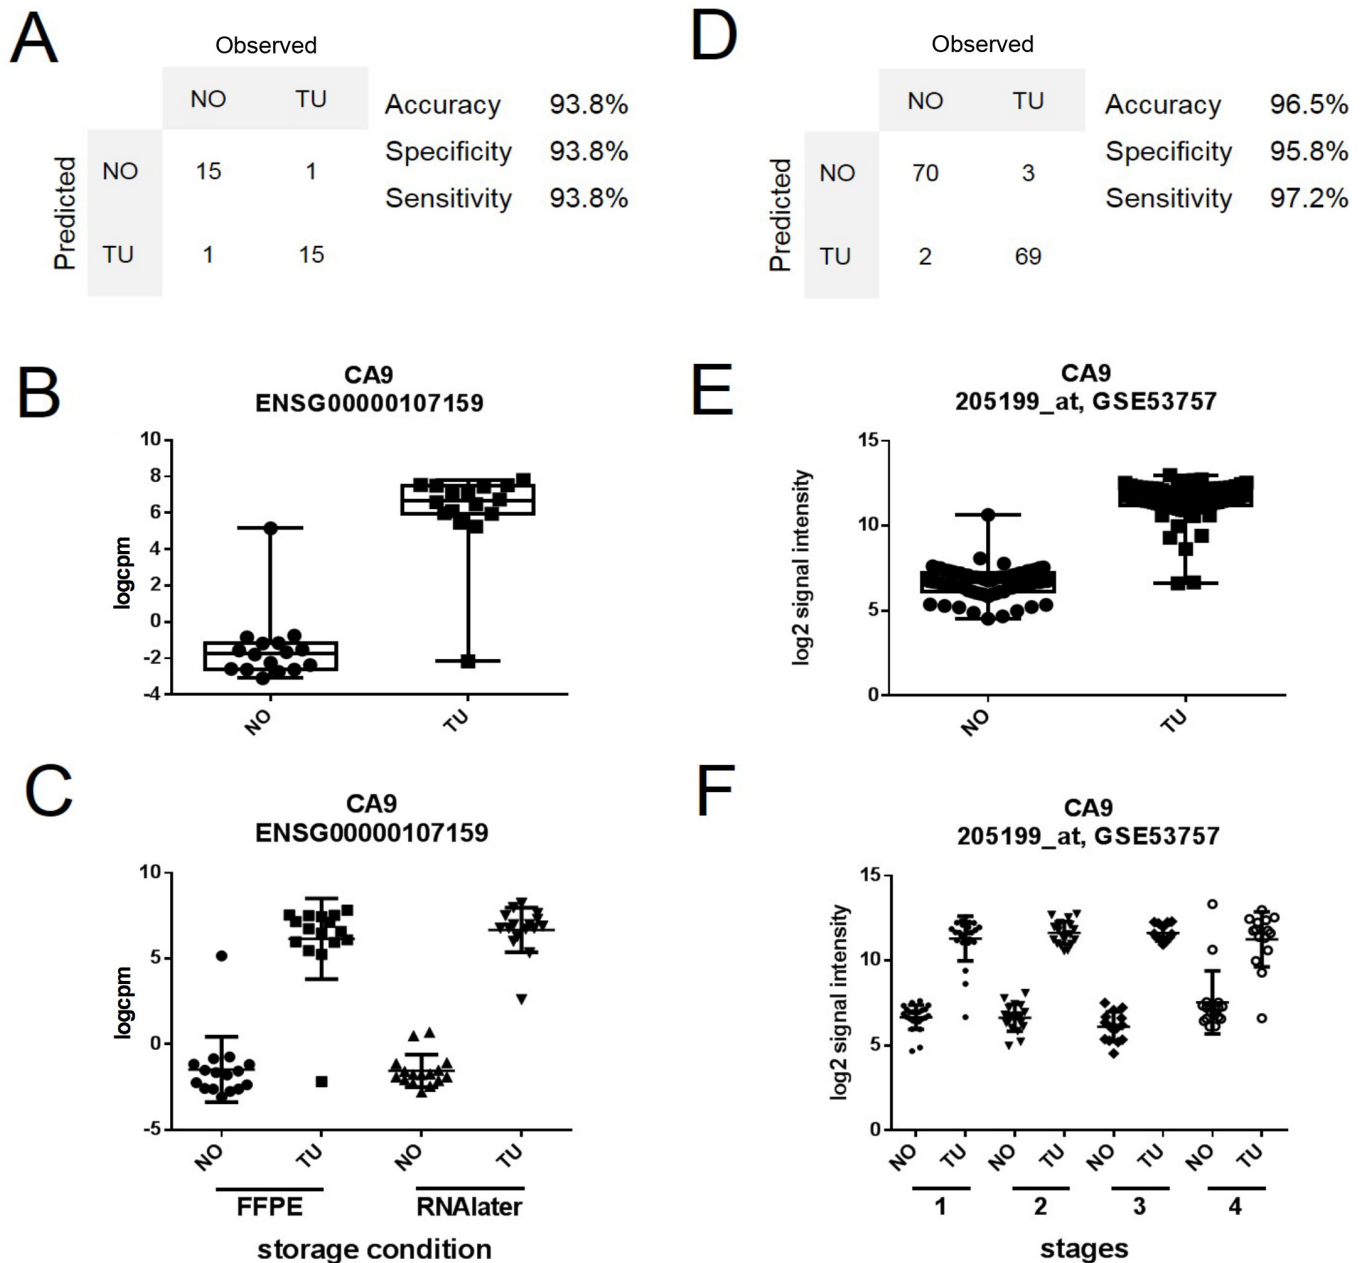 A
Observed
NO TU
Predicted
NO 15 1
TU 1 15
Accuracy 93.8%
Specificity 93.8%
Sensitivity 93.8%
D
Observed
NO TU
Predicted
NO 70 3
TU 2 69
Accuracy 96.5%
Specificity 95.8%
Sensitivity 97.2%
B
CA9
ENSG00000107159
logcpm
10
8
6
4
2
0
-2
-4
NO TU
E
CA9
205199_at, GSE53757
log2 signal intensity
15
10
5
0
NO TU
C
CA9
ENSG00000107159
logcpm
10
5
0
-5
NO TU NO TU
FFPE RNAlater
storage condition
F
CA9
205199_at, GSE53757
log2 signal intensity
15
10
5
0
NO TU NO TU NO TU NO TU
1 2 3 4
stages